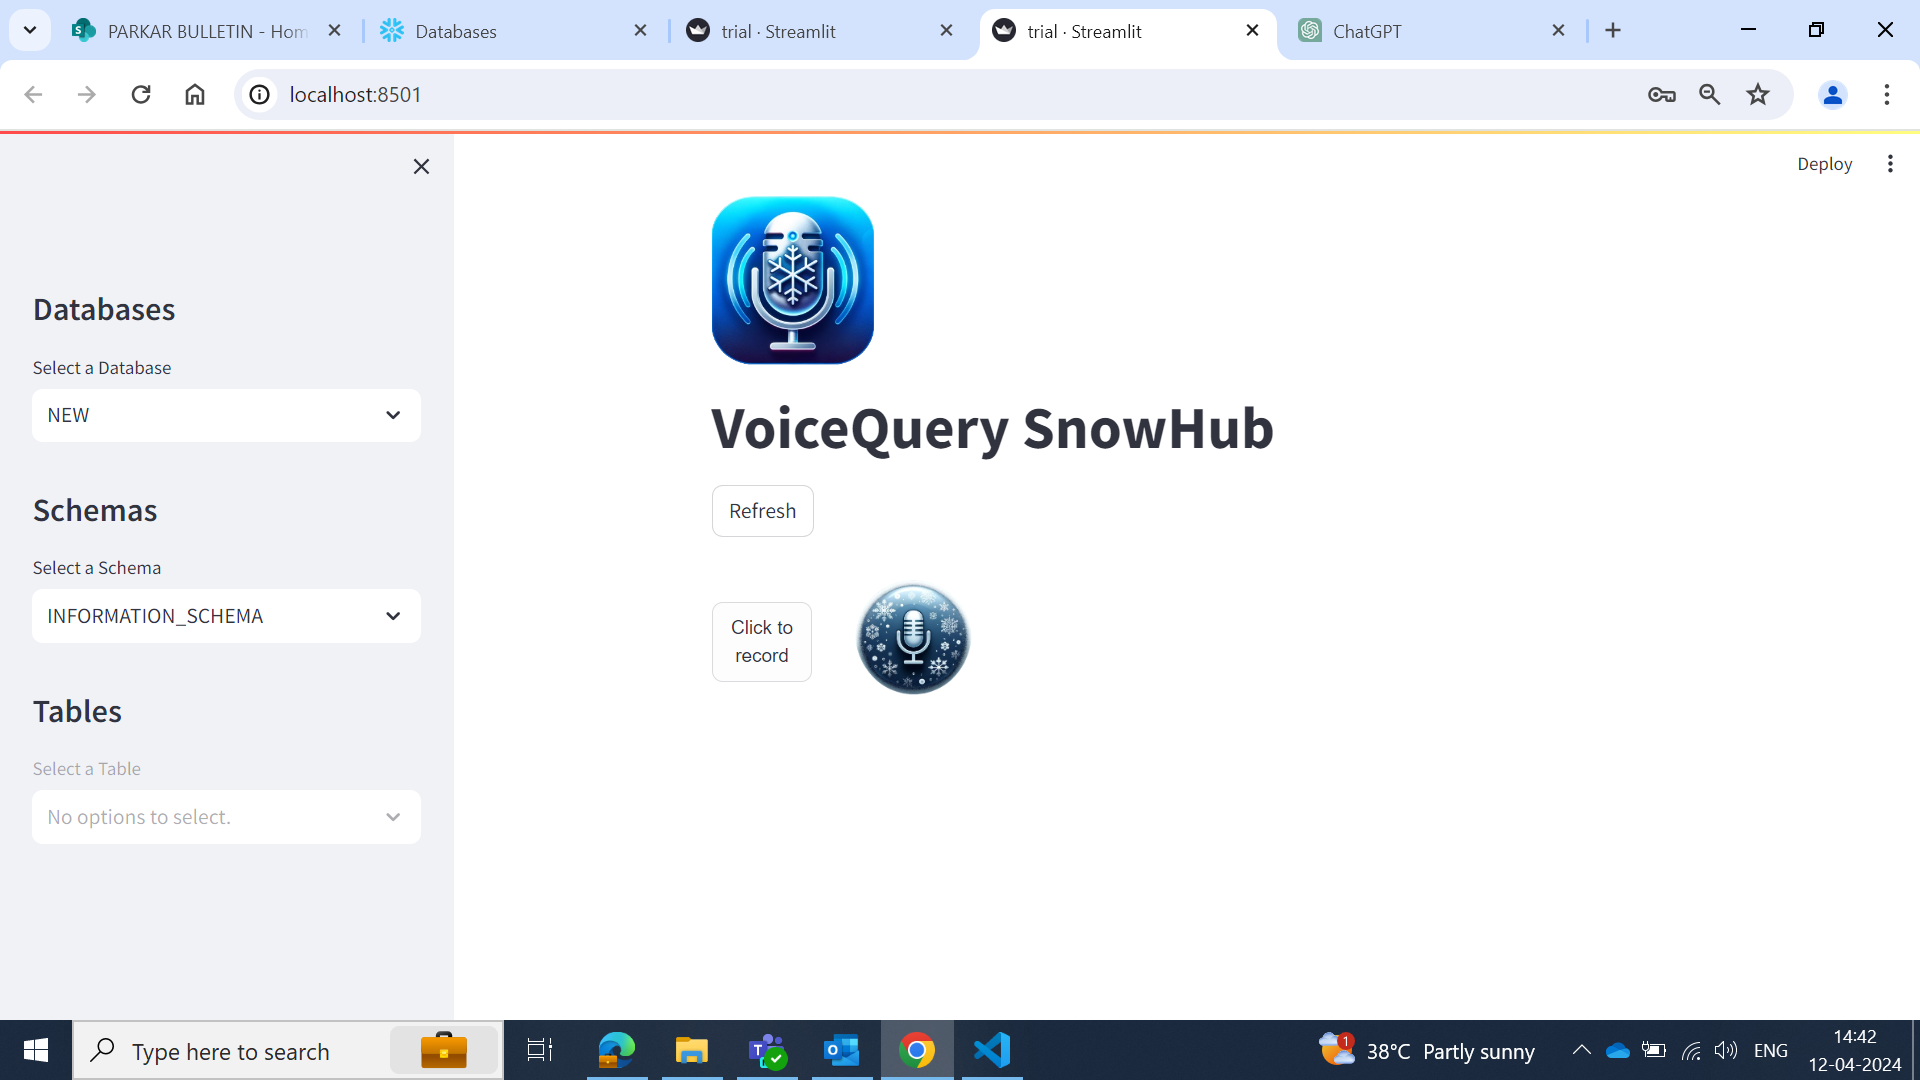 PARKAR BULLETIN - Hom
Databases
trial · Streamlit
trial · Streamlit
ChatGPT
localhost:8501
Deploy
Databases
Select a Database
NEW
Schemas
Select a Schema
INFORMATION_SCHEMA
Tables
Select a Table
No options to select.
VoiceQuery SnowHub
Refresh
Click to
record
Type here to search
1
38°C Partly sunny
ENG
14:42
12-04-2024